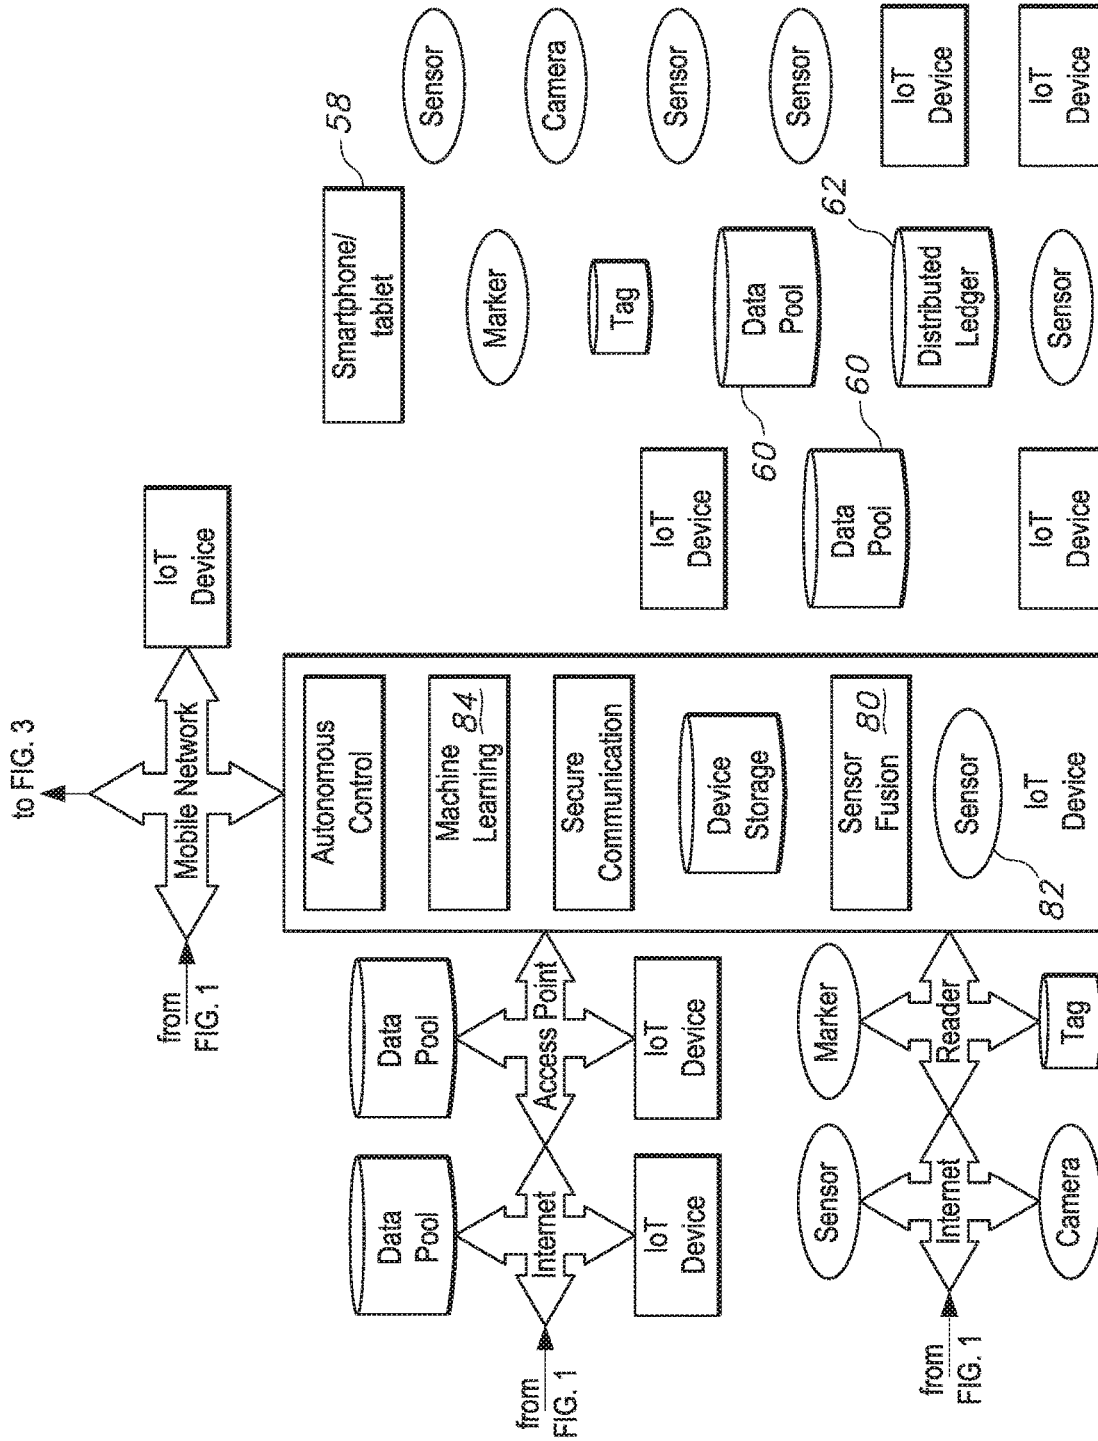 from
FIG. 1
from
FIG. 1
Camera
Internet
Sensor
IoT
Device
Internet
Data
Pool
Tag
Reader
Marker
IoT
Device
Access Point
Data
Pool
from
FIG. 1
Mobile Network
to FIG. 3
IoT
Device
IoT
Device
Sensor
82
Sensor
Fusion
80
Device
Storage
Secure
Communication
Machine
Learning
84
Autonomous
Control
IoT
Device
Data
Pool
60
IoT
Device
60
Sensor
Distributed
Ledger
62
Data
Pool
Tag
Marker
Smartphone/
tablet
58
IoT
Device
IoT
Device
Sensor
Sensor
Camera
Sensor